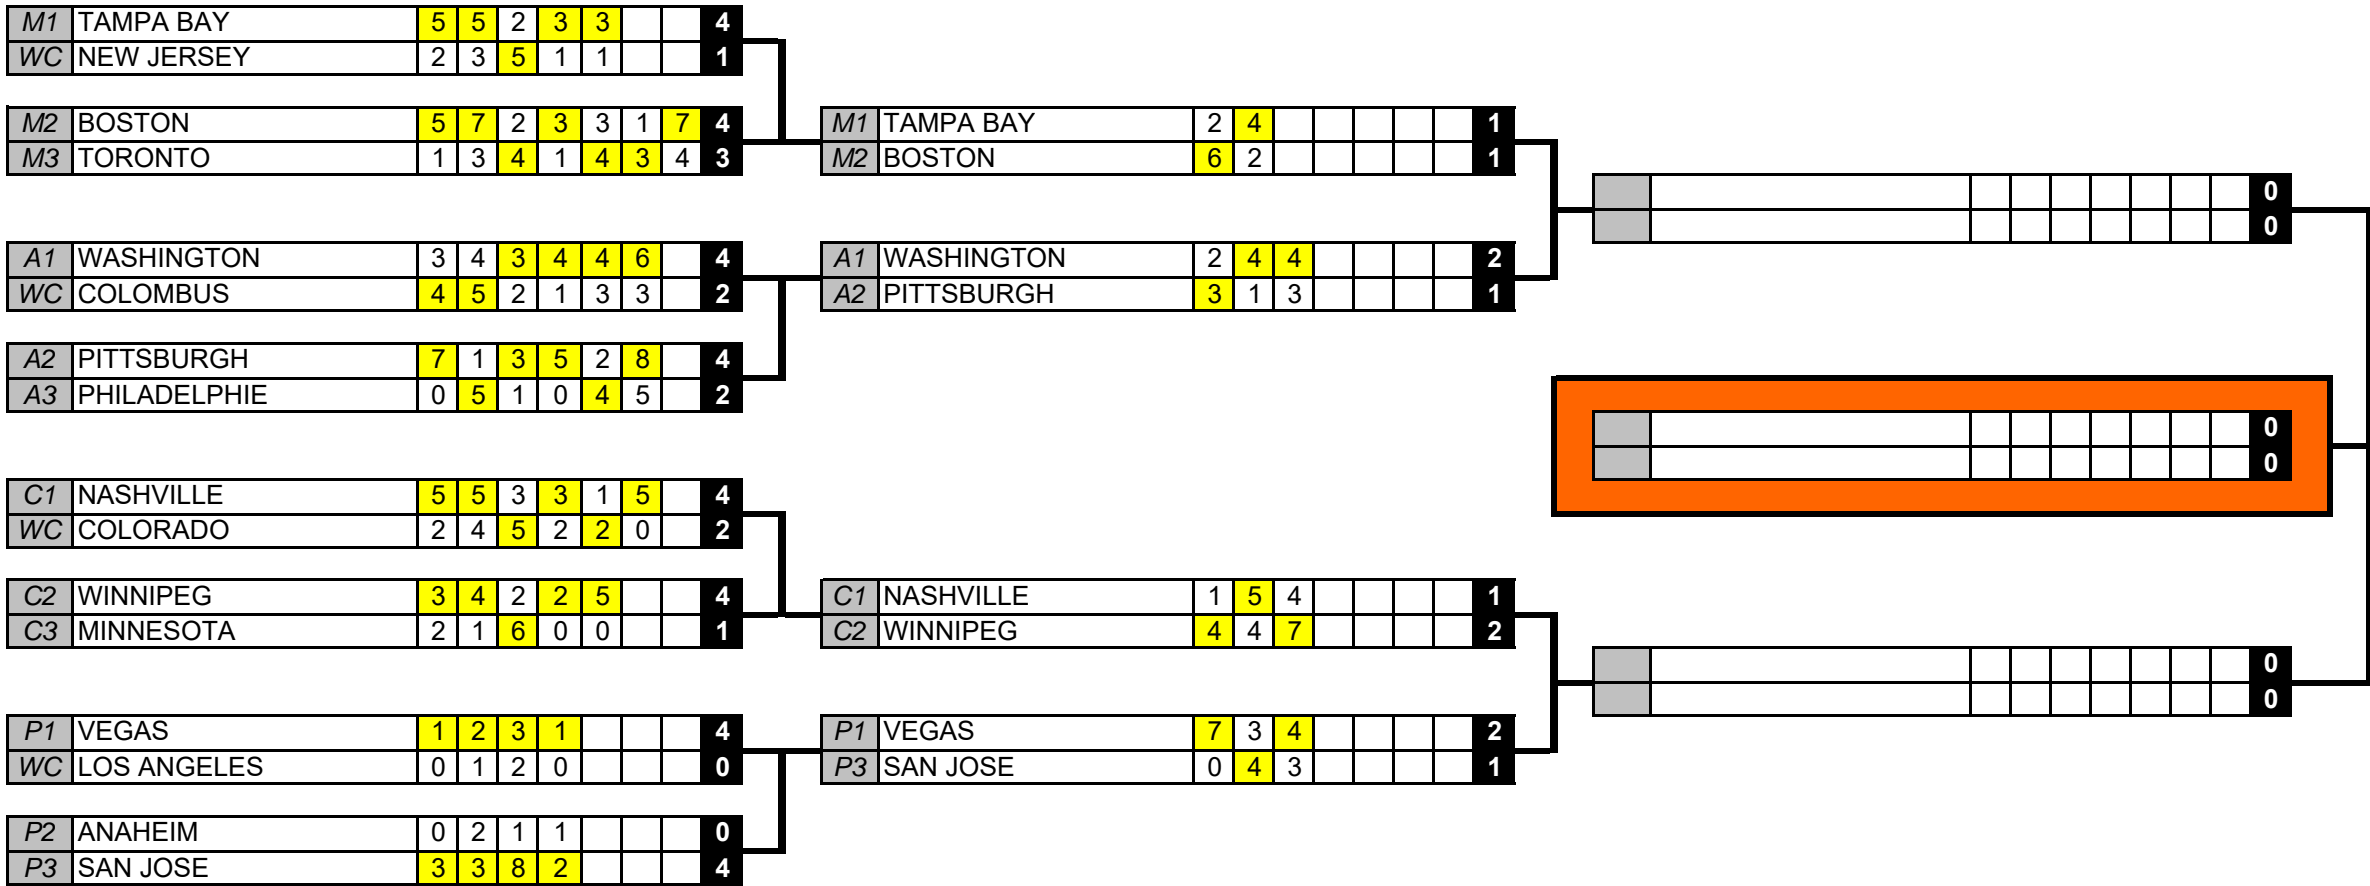 M1 TAMPA BAY 5 5 2 3 3 4
WC NEW JERSEY 2 3 5 1 1 1
M2 BOSTON 5 7 2 3 3 1 7 4
M3 TORONTO 1 3 4 1 4 3 4 3
A1 WASHINGTON 3 4 3 4 4 6 4
WC COLOMBUS 4 5 2 1 3 3 2
A2 PITTSBURGH 7 1 3 5 2 8 4
A3 PHILADELPHIE 0 5 1 0 4 5 2
C1 NASHVILLE 5 5 3 3 1 5 4
WC COLORADO 2 4 5 2 2 0 2
C2 WINNIPEG 3 4 2 2 5 4
C3 MINNESOTA 2 1 6 0 0 1
P1 VEGAS 1 2 3 1 4
WC LOS ANGELES 0 1 2 0 0
P2 ANAHEIM 0 2 1 1 0
P3 SAN JOSE 3 3 8 2 4
M1 TAMPA BAY 2 4 1
M2 BOSTON 6 2 1
A1 WASHINGTON 2 4 4 2
A2 PITTSBURGH 3 1 3 1
C1 NASHVILLE 1 5 4 1
C2 WINNIPEG 4 4 7 2
P1 VEGAS 7 3 4 2
P3 SAN JOSE 0 4 3 1
0
0
0
0
0
0